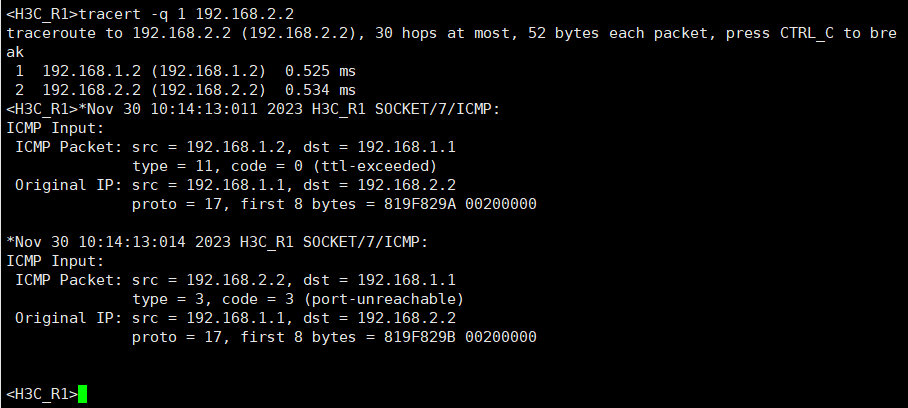 <H3C_R1>tracert -q 1 192.168.2.2
traceroute to 192.168.2.2 (192.168.2.2), 30 hops at most, 52 bytes each packet, press CTRL_C to bre
ak
 1  192.168.1.2 (192.168.1.2)  0.525 ms
 2  192.168.2.2 (192.168.2.2)  0.534 ms
<H3C_R1>*Nov 30 10:14:13:011 2023 H3C_R1 SOCKET/7/ICMP:
ICMP Input:
 ICMP Packet: src = 192.168.1.2, dst = 192.168.1.1
              type = 11, code = 0 (ttl-exceeded)
 Original IP: src = 192.168.1.1, dst = 192.168.2.2
              proto = 17, first 8 bytes = 819F829A 00200000

*Nov 30 10:14:13:014 2023 H3C_R1 SOCKET/7/ICMP:
ICMP Input:
 ICMP Packet: src = 192.168.2.2, dst = 192.168.1.1
              type = 3, code = 3 (port-unreachable)
 Original IP: src = 192.168.1.1, dst = 192.168.2.2
              proto = 17, first 8 bytes = 819F829B 00200000

<H3C_R1>